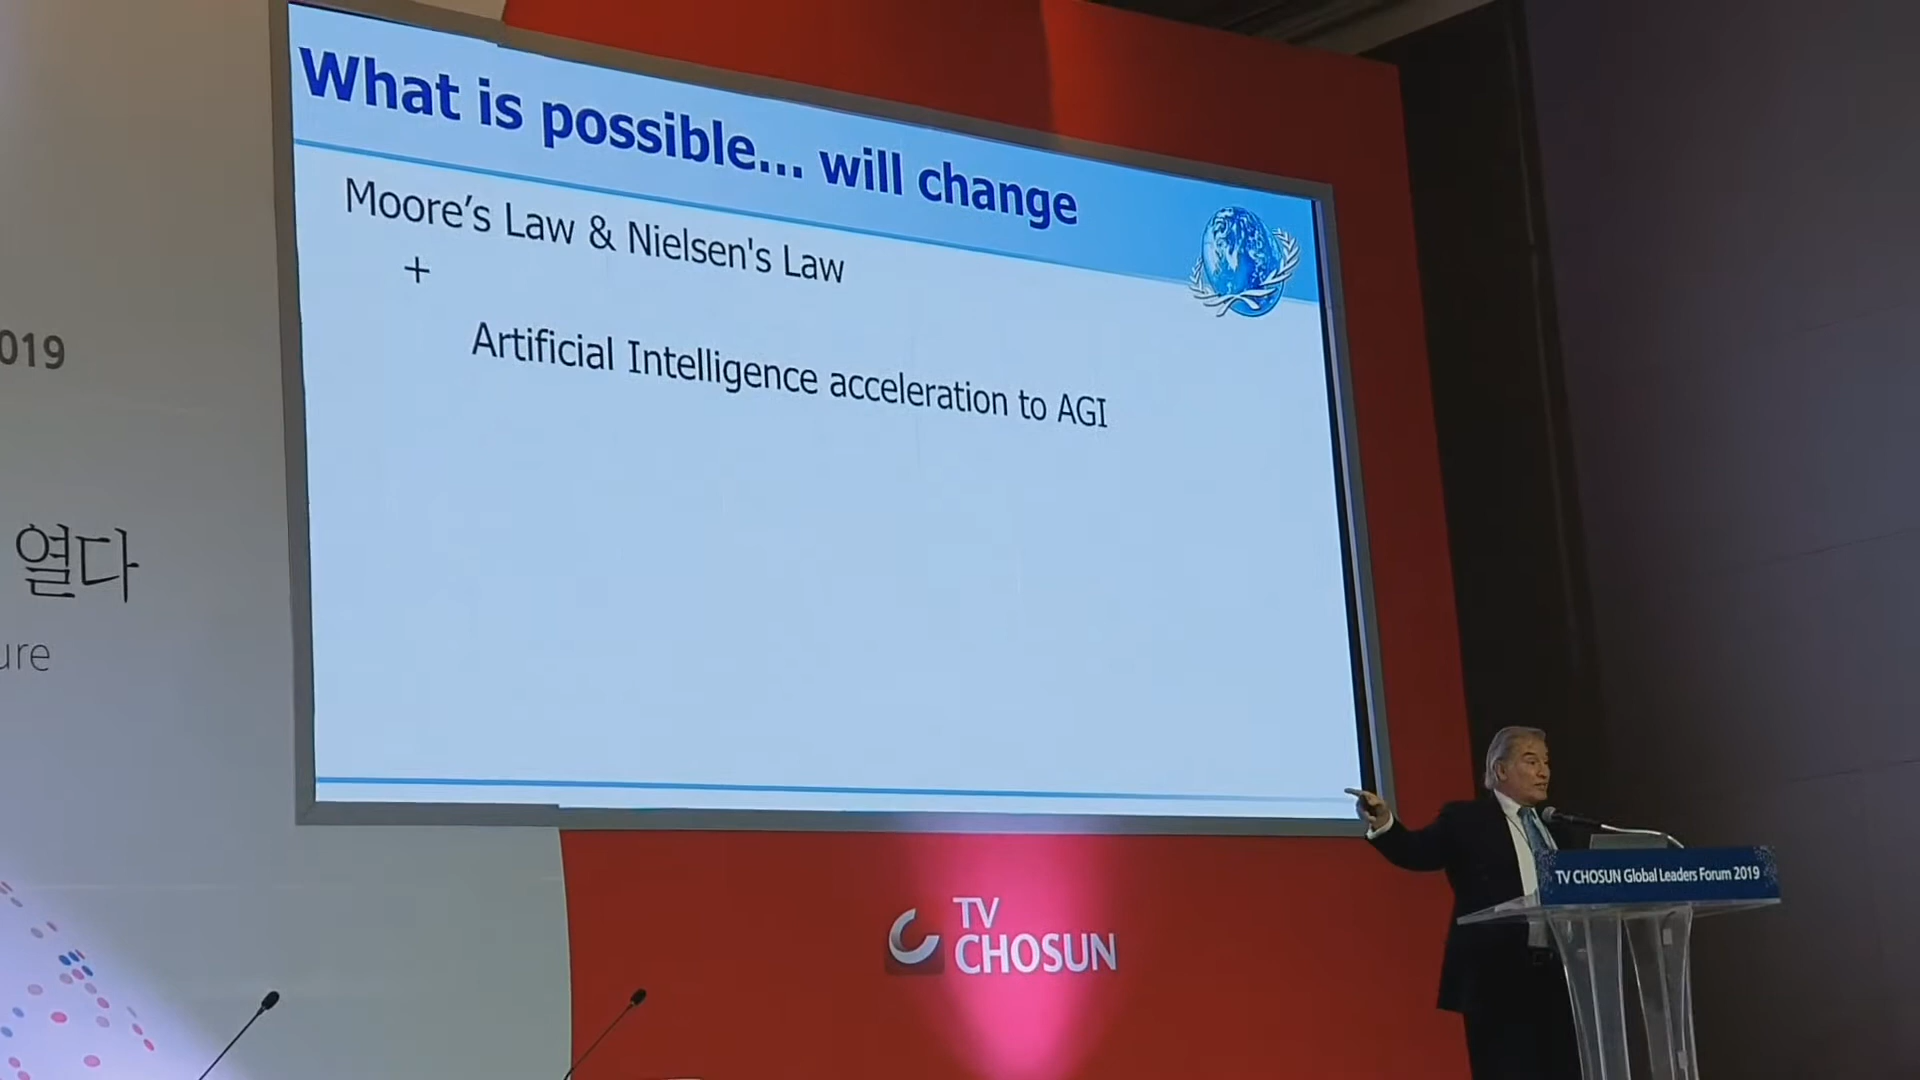 What is possible... will change
Moore's Law & Nielsen's Law
+
Artificial Intelligence acceleration to AGI
019
열다
ure
TV CHOSUN Global Leaders Forum 2019
TV
CHOSUN